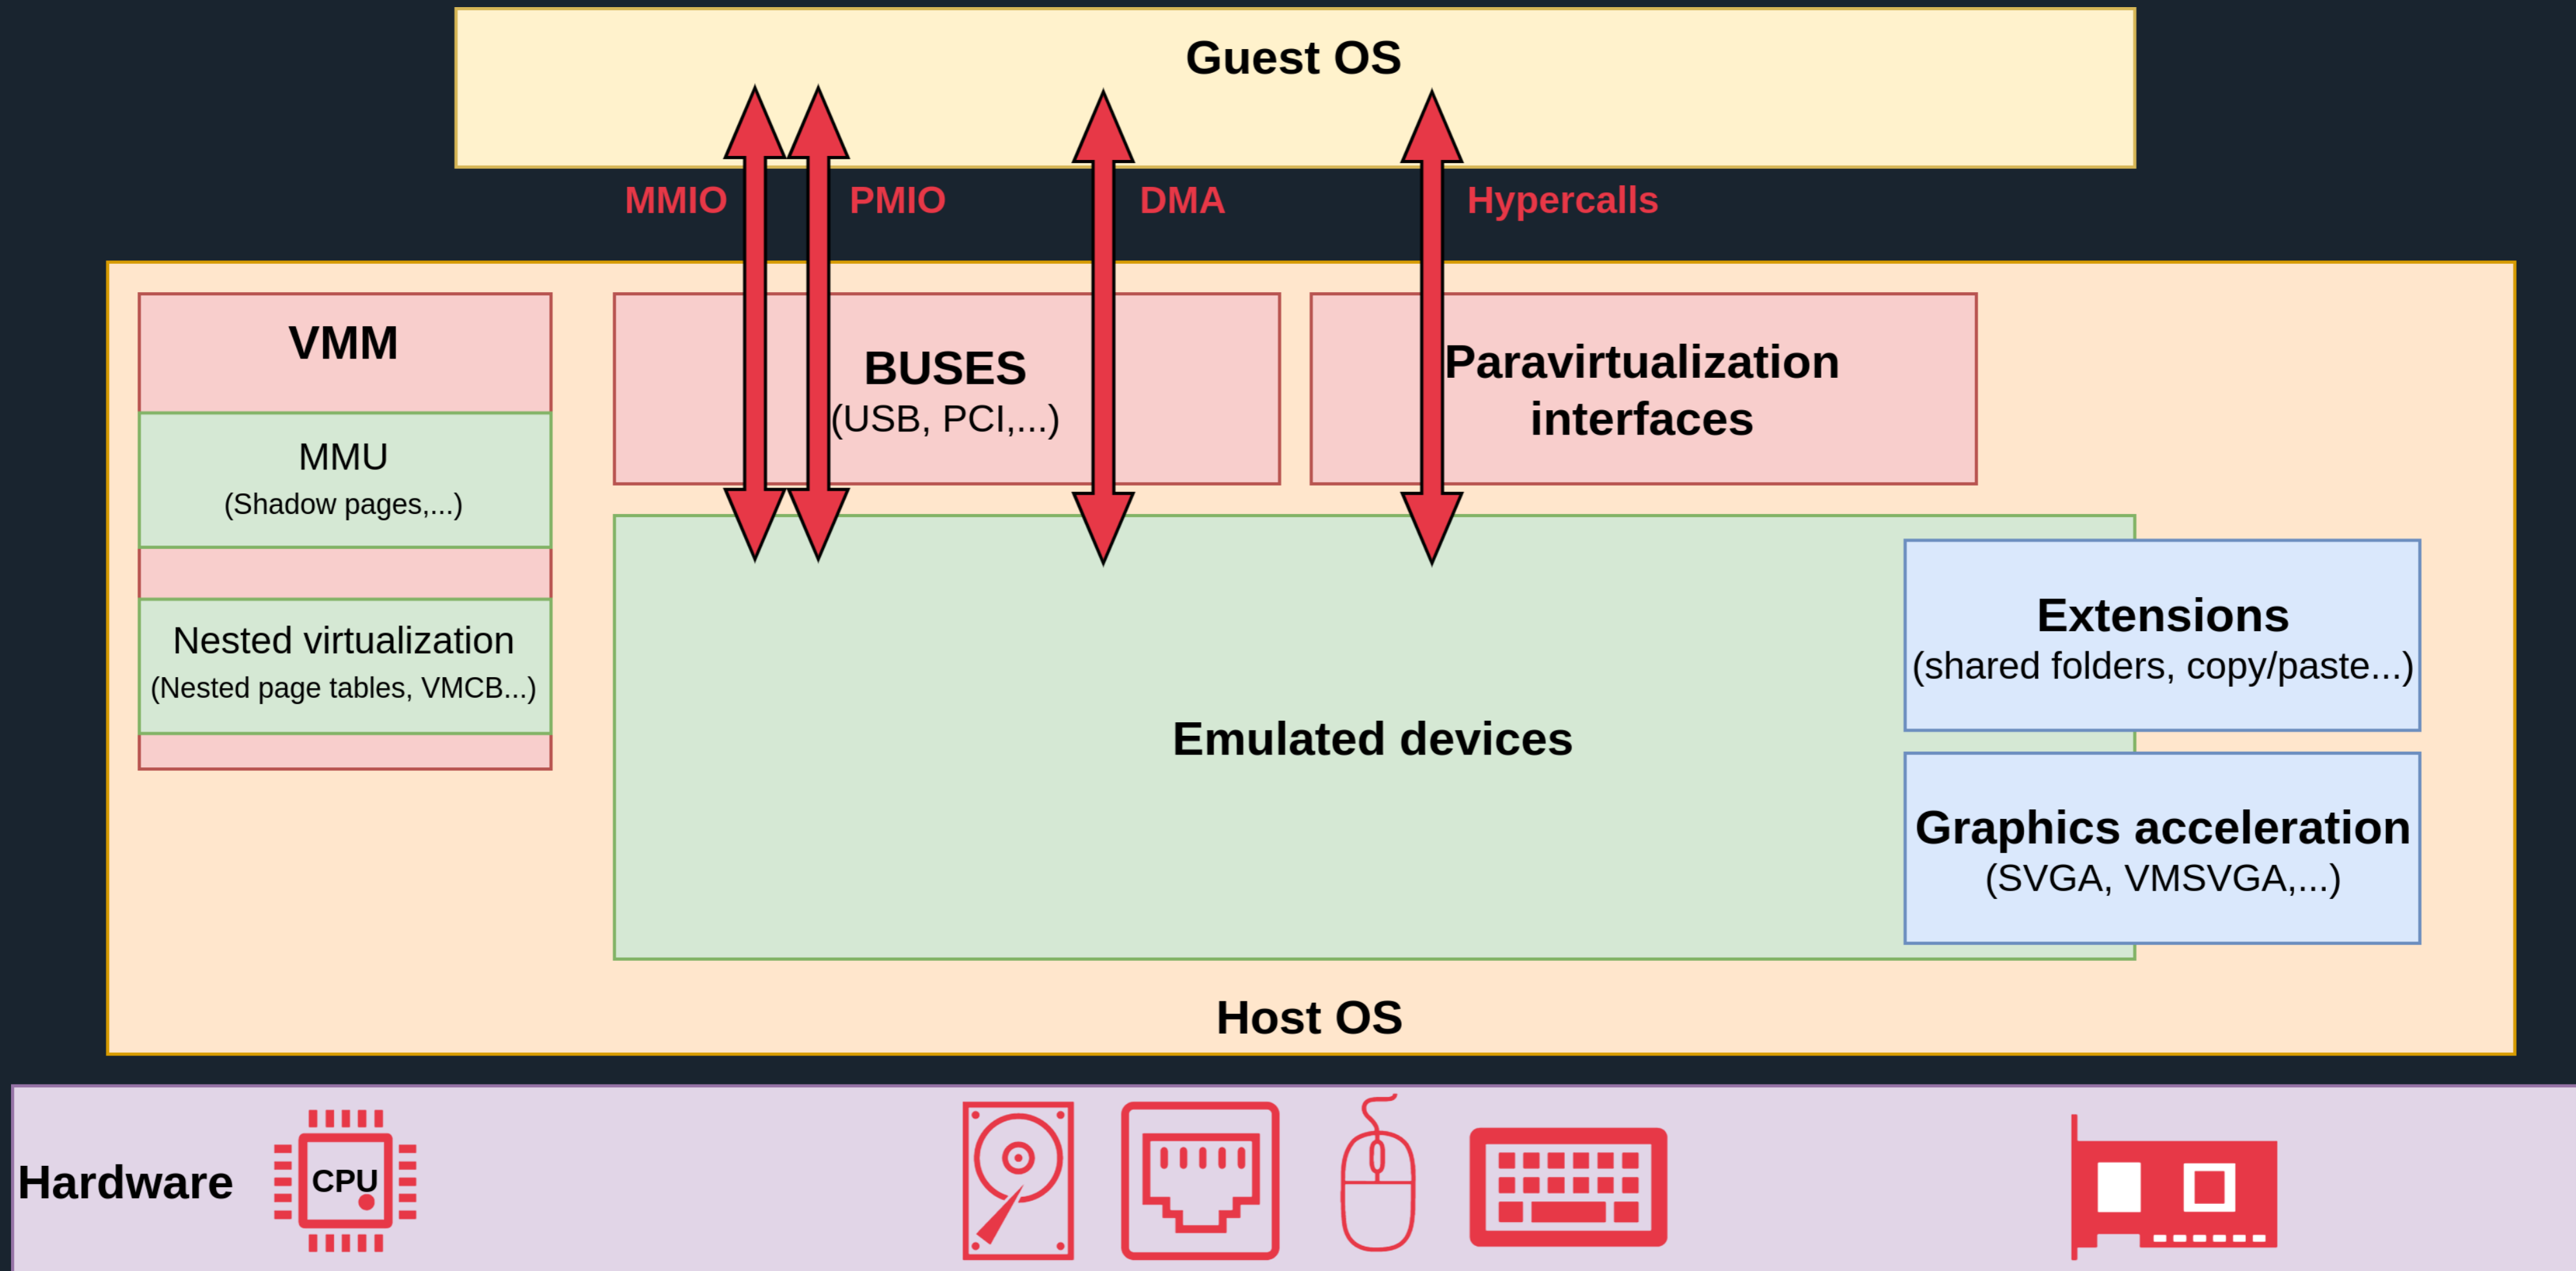 Guest OS
MMIO
PMIO
DMA
Hypercalls
VMM
MMU
(Shadow pages,...)
Nested virtualization
(Nested page tables, VMCB...)
BUSES
(USB, PCI,...)
Paravirtualization
interfaces
Emulated devices
Extensions
(shared folders, copy/paste...)
Graphics acceleration
(SVGA, VMSVGA,...)
Host OS
Hardware
CPU